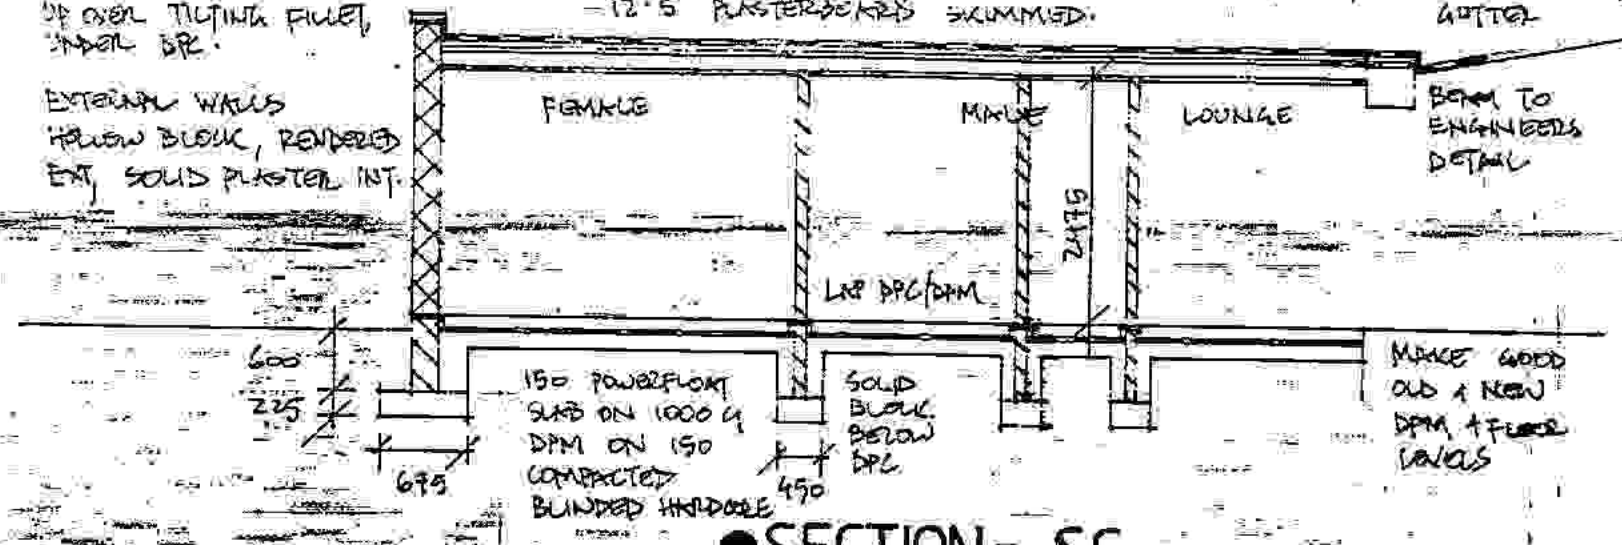 UP OVER TILTING FILLET,
UNDER DPC.
12.5 PLASTERBOARD SKIMMED.
GUTTER
EXTERNAL WALLS
HOLLOW BLOCK, RENDERED
EXT, SOLID PLASTER INT.
FEMALE
MALE
LOUNGE
BEAM TO
ENGINEERS
DETAIL
2475
LAP DPC/DPM
600
225
675
150 POWERFLOAT
SLAB ON 1000 G
DPM ON 150
COMPACTED
BLINDED HARDCORE
450
SOLID
BLOCK
BELOW
DPC
MAKE GOOD
OLD & NEW
DPM, & FLOOR
LEVELS
SECTION - SS